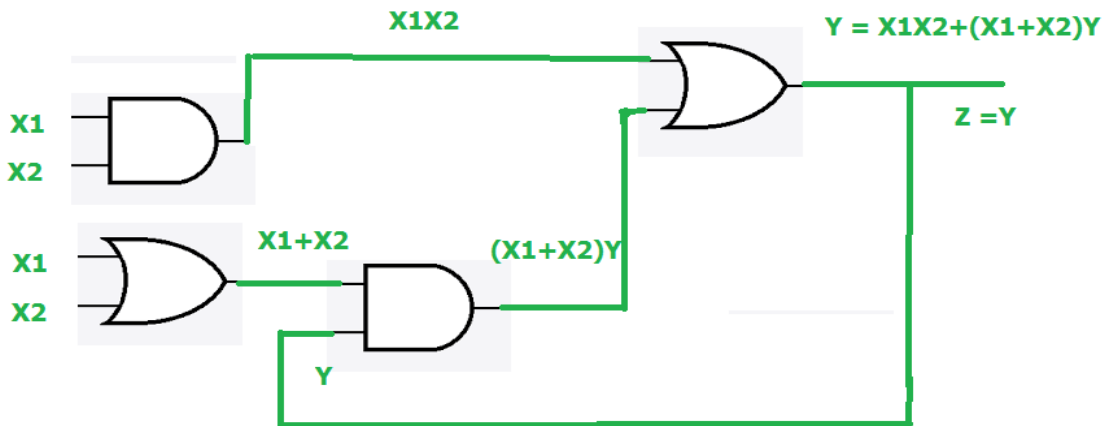 X1X2
Y = X1X2+(X1+X2)Y
X1
X2
Z =Y
X1
X2
X1+X2
(X1+X2)Y
Y